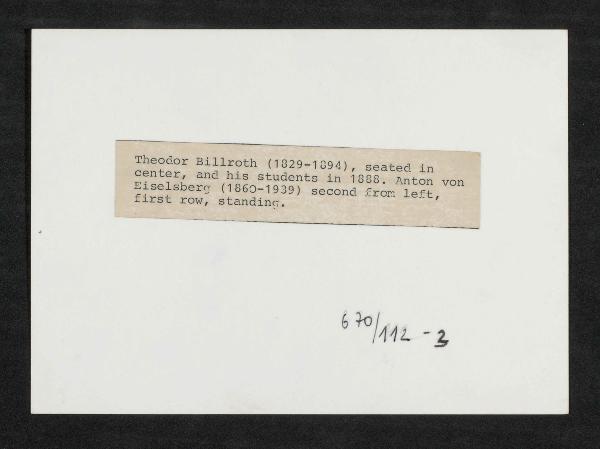 Theodor Billroth (1829-1894), seated in
center, and his students in 1888. Anton von
Eiselsberg (1860-1939) second from left,
first row, standing.
670/112 - 3